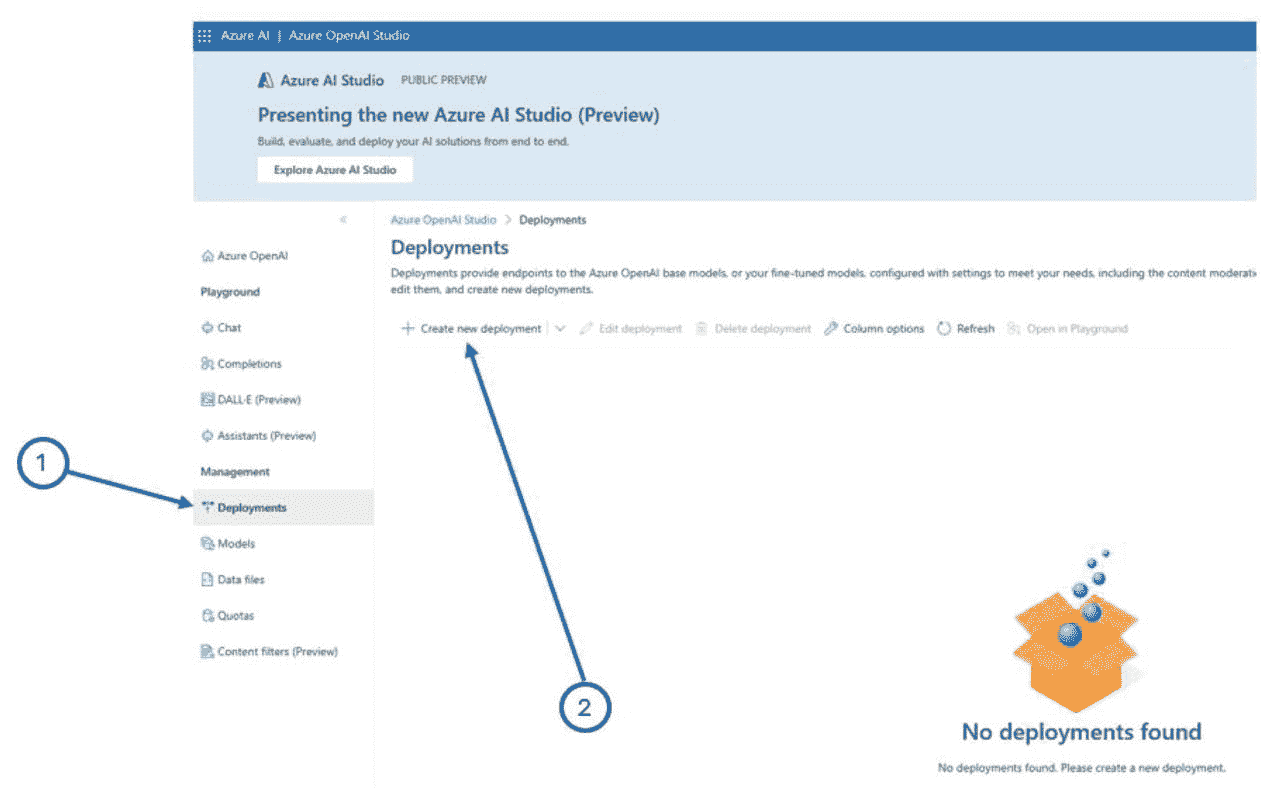 Azure AI | Azure OpenAI Studio
Azure AI Studio PUBLIC PREVIEW
Presenting the new Azure AI Studio (Preview)
Build, evaluate, and deploy your AI solutions from end to end.
Explore Azure AI Studio
«
Azure OpenAI Studio > Deployments
Deployments
Deployments provide endpoints to the Azure OpenAI base models, or your fine-tuned models, configured with settings to meet your needs, including the content moderati
edit them, and create new deployments.
+ Create new deployment Edit deployment Delete deployment Column options Refresh Open in Playground
Azure OpenAI
Playground
Chat
Completions
DALL·E (Preview)
Assistants (Preview)
Management
1
Deployments
Models
Data files
Quotas
Content filters (Preview)
2
No deployments found
No deployments found. Please create a new deployment.